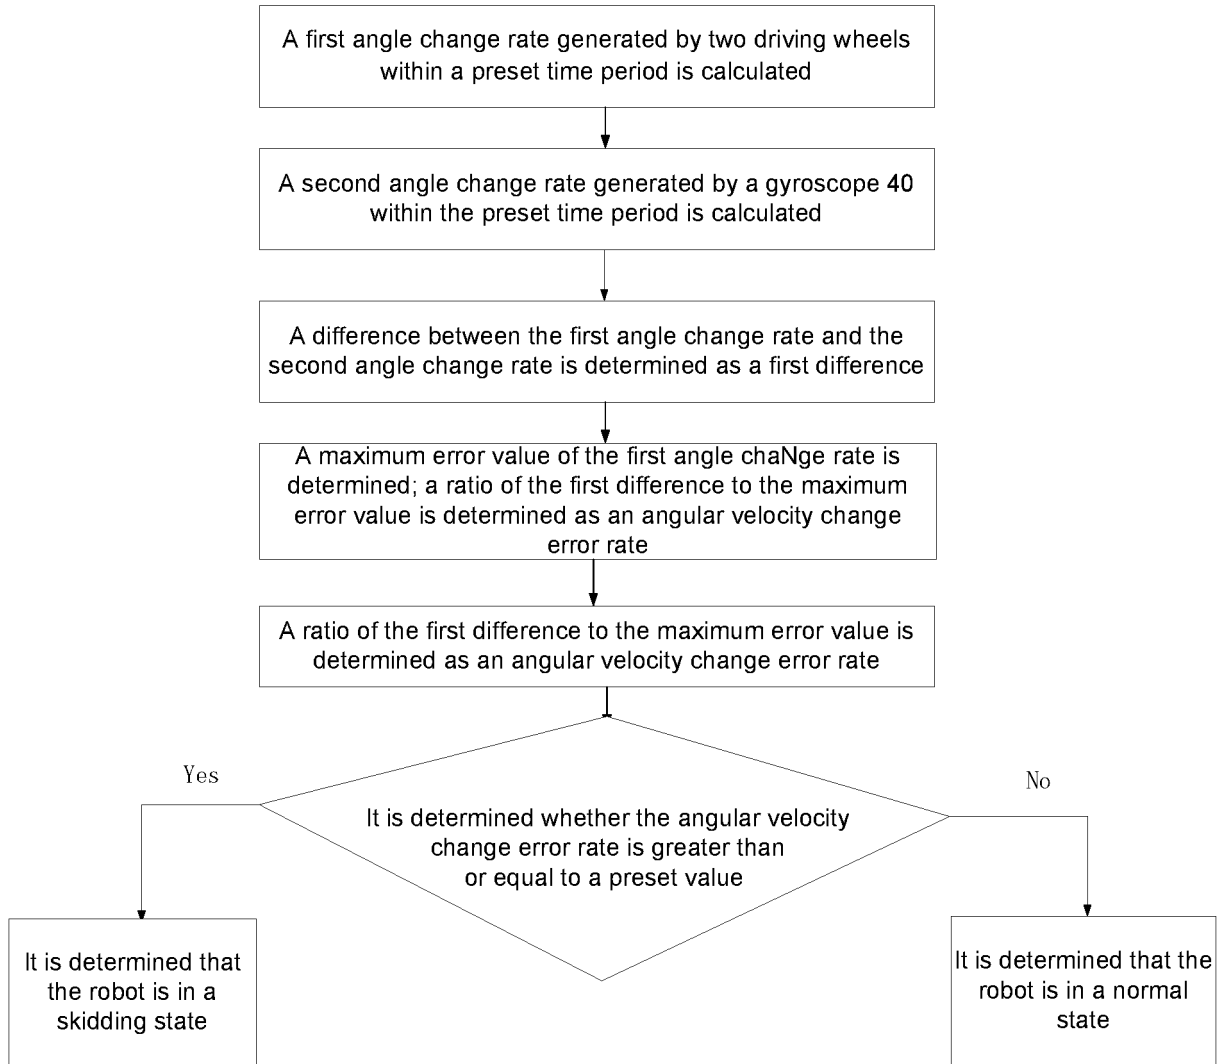 A first angle change rate generated by two driving wheels
within a preset time period is calculated
A second angle change rate generated by a gyroscope 40
within the preset time period is calculated
A difference between the first angle change rate and the
second angle change rate is determined as a first difference
A maximum error value of the first angle chaNge rate is
determined; a ratio of the first difference to the maximum
error value is determined as an angular velocity change
error rate
A ratio of the first difference to the maximum error value is
determined as an angular velocity change error rate
Yes
No
It is determined whether the angular velocity
change error rate is greater than
or equal to a preset value
It is determined that
the robot is in a
skidding state
It is determined that the
robot is in a normal
state